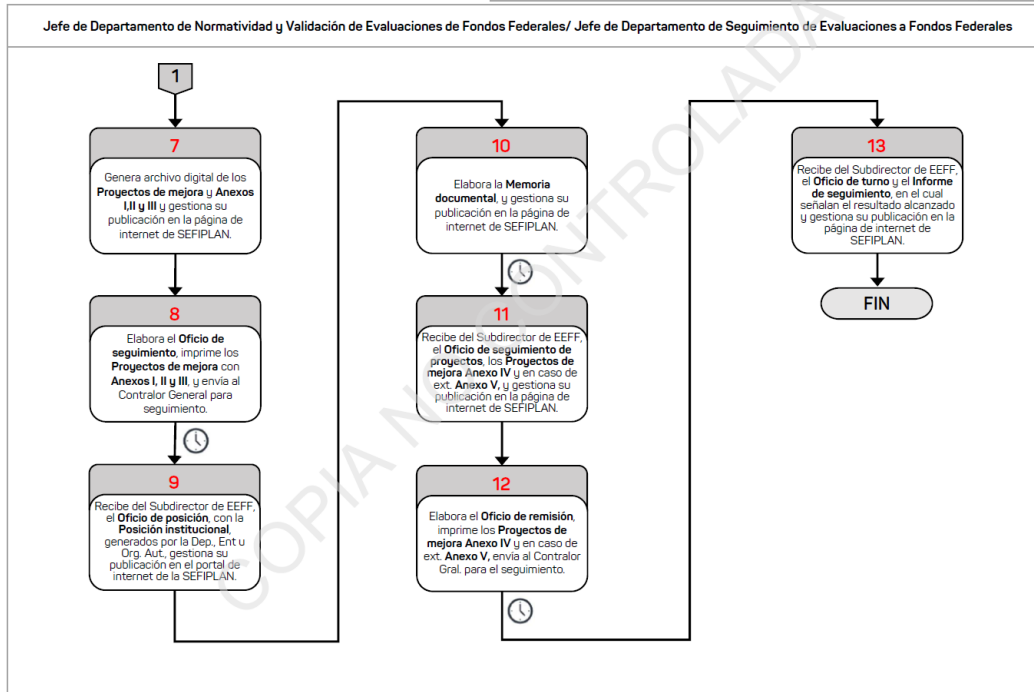 Jefe de Departamento de Normatividad y Validación de Evaluaciones de Fondos Federales/ Jefe de Departamento de Seguimiento de Evaluaciones a Fondos Federales
1
7
Genera archivo digital de los
Proyectos de mejora y Anexos
I,II y III y gestiona su
publicación en la página de
internet de SEFIPLAN.
8
Elabora el Oficio de
seguimiento, imprime los
Proyectos de mejora con
Anexos I, II y III, y envía al
Contralor General para
seguimiento.
9
Recibe del Subdirector de EEFF,
el Oficio de posición, con la
Posición institucional,
generados por la Dep., Ent u
Org. Aut., gestiona su
publicación en el portal de
internet de la SEFIPLAN.
10
Elabora la Memoria
documental, y gestiona su
publicación en la página de
internet de SEFIPLAN.
11
Recibe del Subdirector de EEFF,
el Oficio de seguimiento de
proyectos, los Proyectos de
mejora Anexo IV y en caso de
ext. Anexo V, y gestiona su
publicación en la página de
internet de SEFIPLAN.
12
Elabora el Oficio de remisión,
imprime los Proyectos de
mejora Anexo IV y en caso de
ext. Anexo V, envía al Contralor
Gral. para el seguimiento.
13
Recibe del Subdirector de EEFF,
el Oficio de turno y el Informe
de seguimiento, en el cual
señalan el resultado alcanzado
y gestiona su publicación en la
página de internet de
SEFIPLAN.
FIN
COPIA NO CONTROLADA